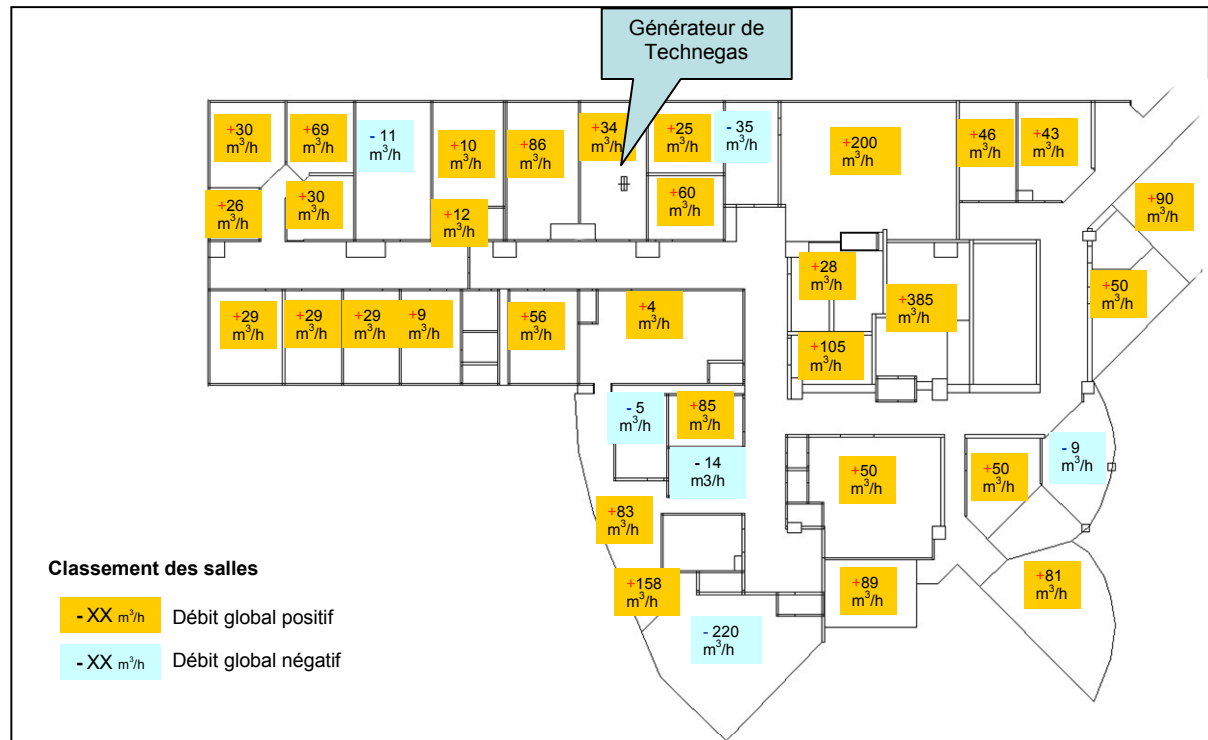 Générateur de
Technegas
+30
m³/h
+69
m³/h
- 11
m³/h
+10
m³/h
+86
m³/h
+34
m³/h
+25
m³/h
- 35
m³/h
+200
m³/h
+46
m³/h
+43
m³/h
+26
m³/h
+30
m³/h
+12
m³/h
+60
m³/h
+90
m³/h
+28
m³/h
+385
m³/h
+50
m³/h
+29
m³/h
+29
m³/h
+29
m³/h
+9
m³/h
+56
m³/h
+4
m³/h
+105
m³/h
- 5
m³/h
+85
m³/h
- 14
m3/h
+50
m³/h
+50
m³/h
- 9
m³/h
+83
m³/h
+158
m³/h
+89
m³/h
+81
m³/h
- 220
m³/h
Classement des salles
- XX m³/h Débit global positif
- XX m³/h Débit global négatif